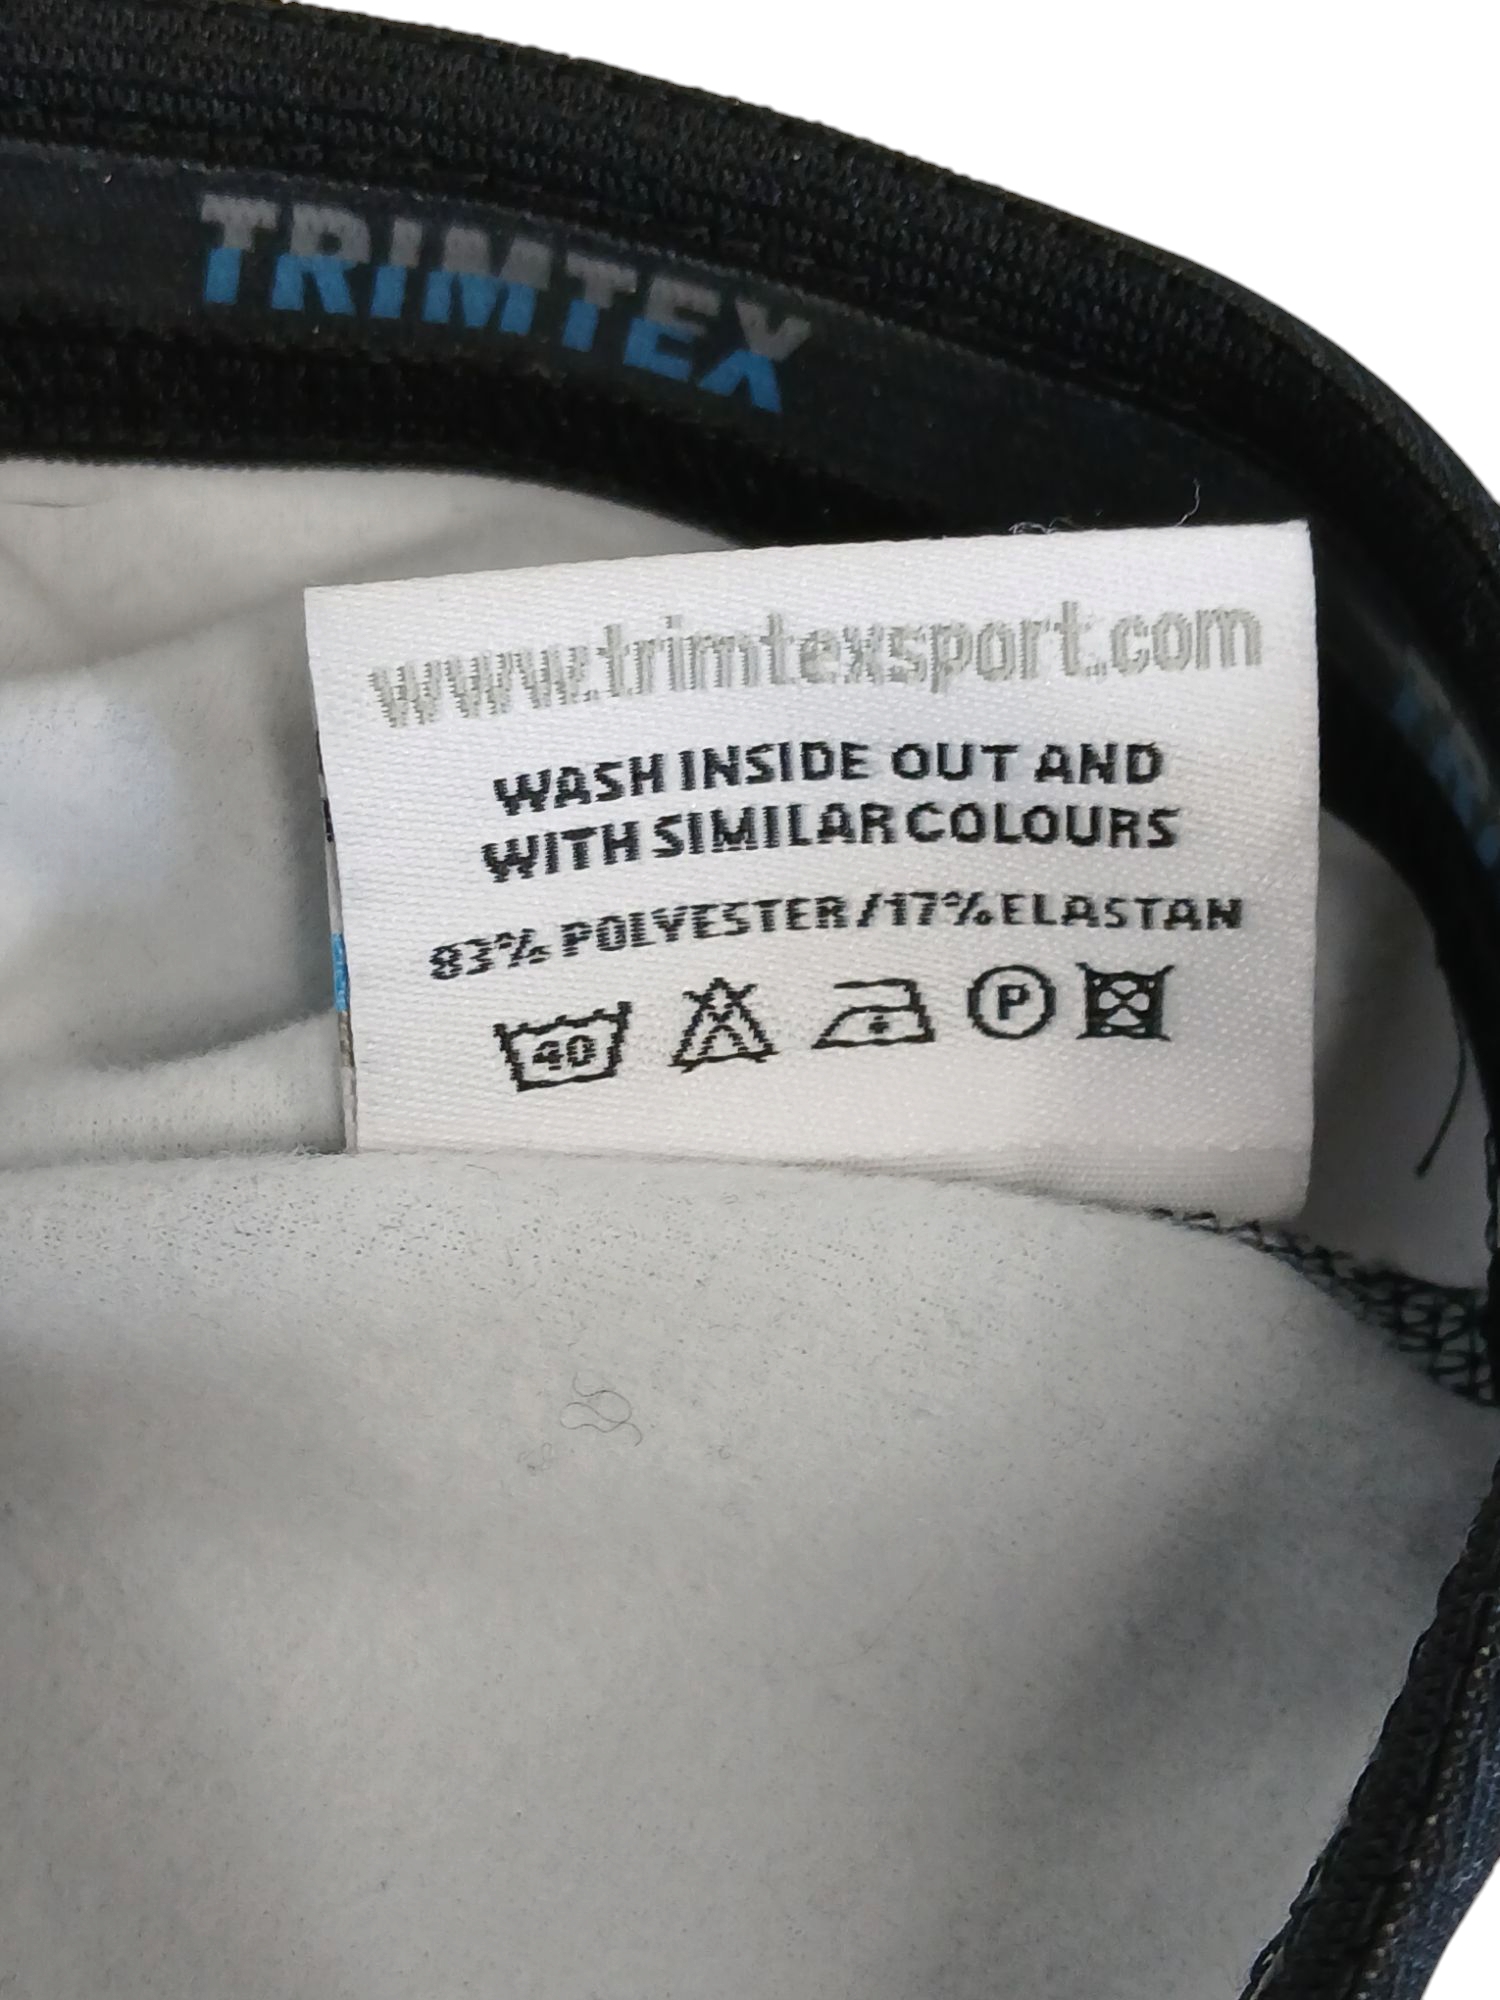 TRIMTEX
www.trimtexsport.com
WASH INSIDE OUT AND
WITH SIMILAR COLOURS
83% POLYESTER/17% ELASTAN
40
P